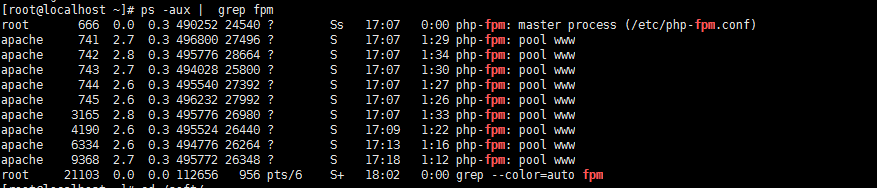 [root@localhost ~]# ps -aux |  grep fpm
root       666  0.0  0.3 490252 24540 ?        Ss   17:07   0:00 php-fpm: master process (/etc/php-fpm.conf)
apache     741  2.7  0.3 496800 27496 ?        S    17:07   1:29 php-fpm: pool www
apache     742  2.8  0.3 495776 28664 ?        S    17:07   1:34 php-fpm: pool www
apache     743  2.7  0.3 494028 25800 ?        S    17:07   1:30 php-fpm: pool www
apache     744  2.6  0.3 495540 27392 ?        S    17:07   1:27 php-fpm: pool www
apache     745  2.6  0.3 496232 27992 ?        S    17:07   1:26 php-fpm: pool www
apache    3165  2.8  0.3 495776 26980 ?        S    17:07   1:33 php-fpm: pool www
apache    4190  2.6  0.3 495524 26440 ?        S    17:09   1:22 php-fpm: pool www
apache    6334  2.6  0.3 494776 26264 ?        S    17:13   1:16 php-fpm: pool www
apache    9368  2.7  0.3 495772 26348 ?        S    17:18   1:12 php-fpm: pool www
root     21103  0.0  0.0 112656   956 pts/6    S+   18:02   0:00 grep --color=auto fpm